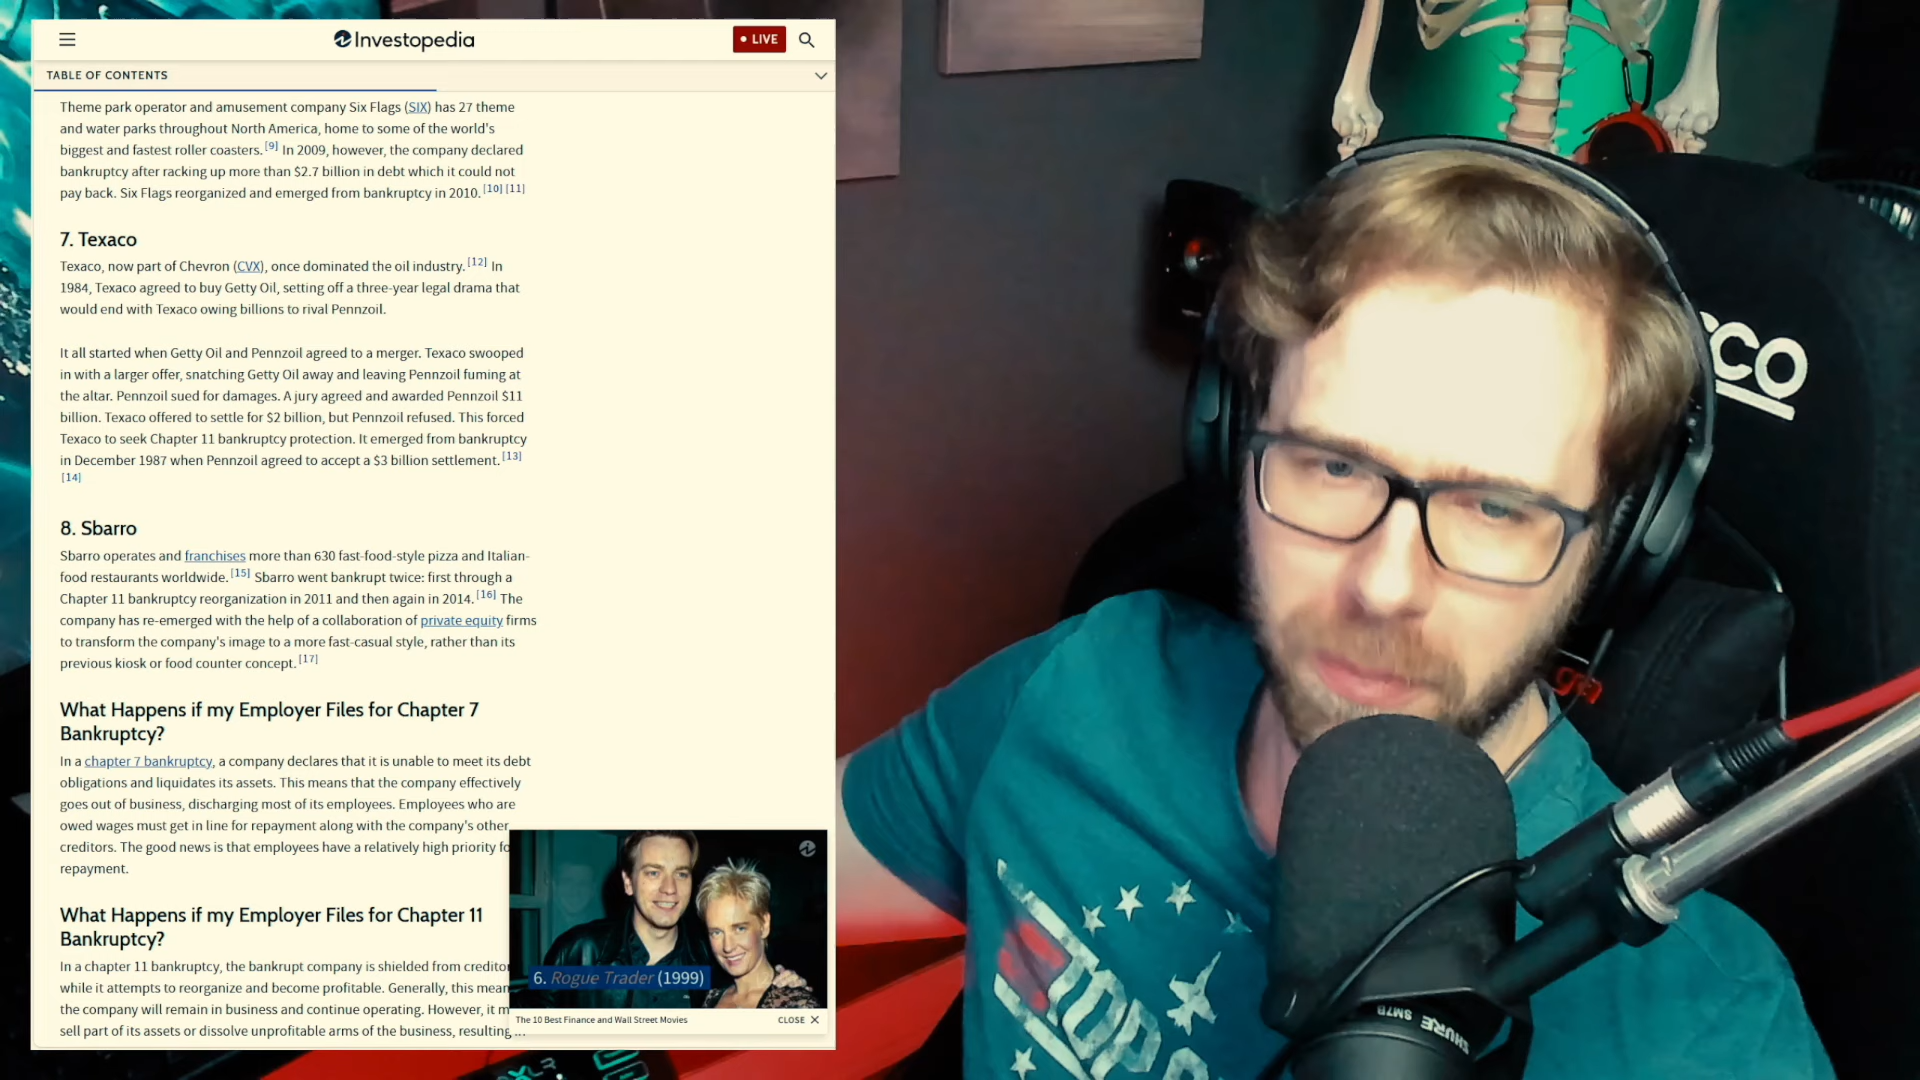 Investopedia
LIVE
TABLE OF CONTENTS
Theme park operator and amusement company Six Flags (SIX) has 27 theme
and water parks throughout North America, home to some of the world's
biggest and fastest roller coasters. [9] In 2009, however, the company declared
bankruptcy after racking up more than $2.7 billion in debt which it could not
pay back. Six Flags reorganized and emerged from bankruptcy in 2010. [10] [11]
7. Texaco
Texaco, now part of Chevron (CVX), once dominated the oil industry. [12] In
1984, Texaco agreed to buy Getty Oil, setting off a three-year legal drama that
would end with Texaco owing billions to rival Pennzoil.
It all started when Getty Oil and Pennzoil agreed to a merger. Texaco swooped
in with a larger offer, snatching Getty Oil away and leaving Pennzoil fuming at
the altar. Pennzoil sued for damages. A jury agreed and awarded Pennzoil $11
billion. Texaco offered to settle for $2 billion, but Pennzoil refused. This forced
Texaco to seek Chapter 11 bankruptcy protection. It emerged from bankruptcy
in December 1987 when Pennzoil agreed to accept a $3 billion settlement. [13]
[14]
8. Sbarro
Sbarro operates and franchises more than 630 fast-food-style pizza and Italian-
food restaurants worldwide. [15] Sbarro went bankrupt twice: first through a
Chapter 11 bankruptcy reorganization in 2011 and then again in 2014. [16] The
company has re-emerged with the help of a collaboration of private equity firms
to transform the company's image to a more fast-casual style, rather than its
previous kiosk or food counter concept. [17]
What Happens if my Employer Files for Chapter 7
Bankruptcy?
In a chapter 7 bankruptcy, a company declares that it is unable to meet its debt
obligations and liquidates its assets. This means that the company effectively
goes out of business, discharging most of its employees. Employees who are
owed wages must get in line for repayment along with the company's other
creditors. The good news is that employees have a relatively high priority fo
repayment.
What Happens if my Employer Files for Chapter 11
Bankruptcy?
In a chapter 11 bankruptcy, the bankrupt company is shielded from creditor
while it attempts to reorganize and become profitable. Generally, this mean
the company will remain in business and continue operating. However, it m
sell part of its assets or dissolve unprofitable arms of the business, resulting
6. Rogue Trader (1999)
The 10 Best Finance and Wall Street Movies
CLOSE
CO
SHURE SM7B
XLR